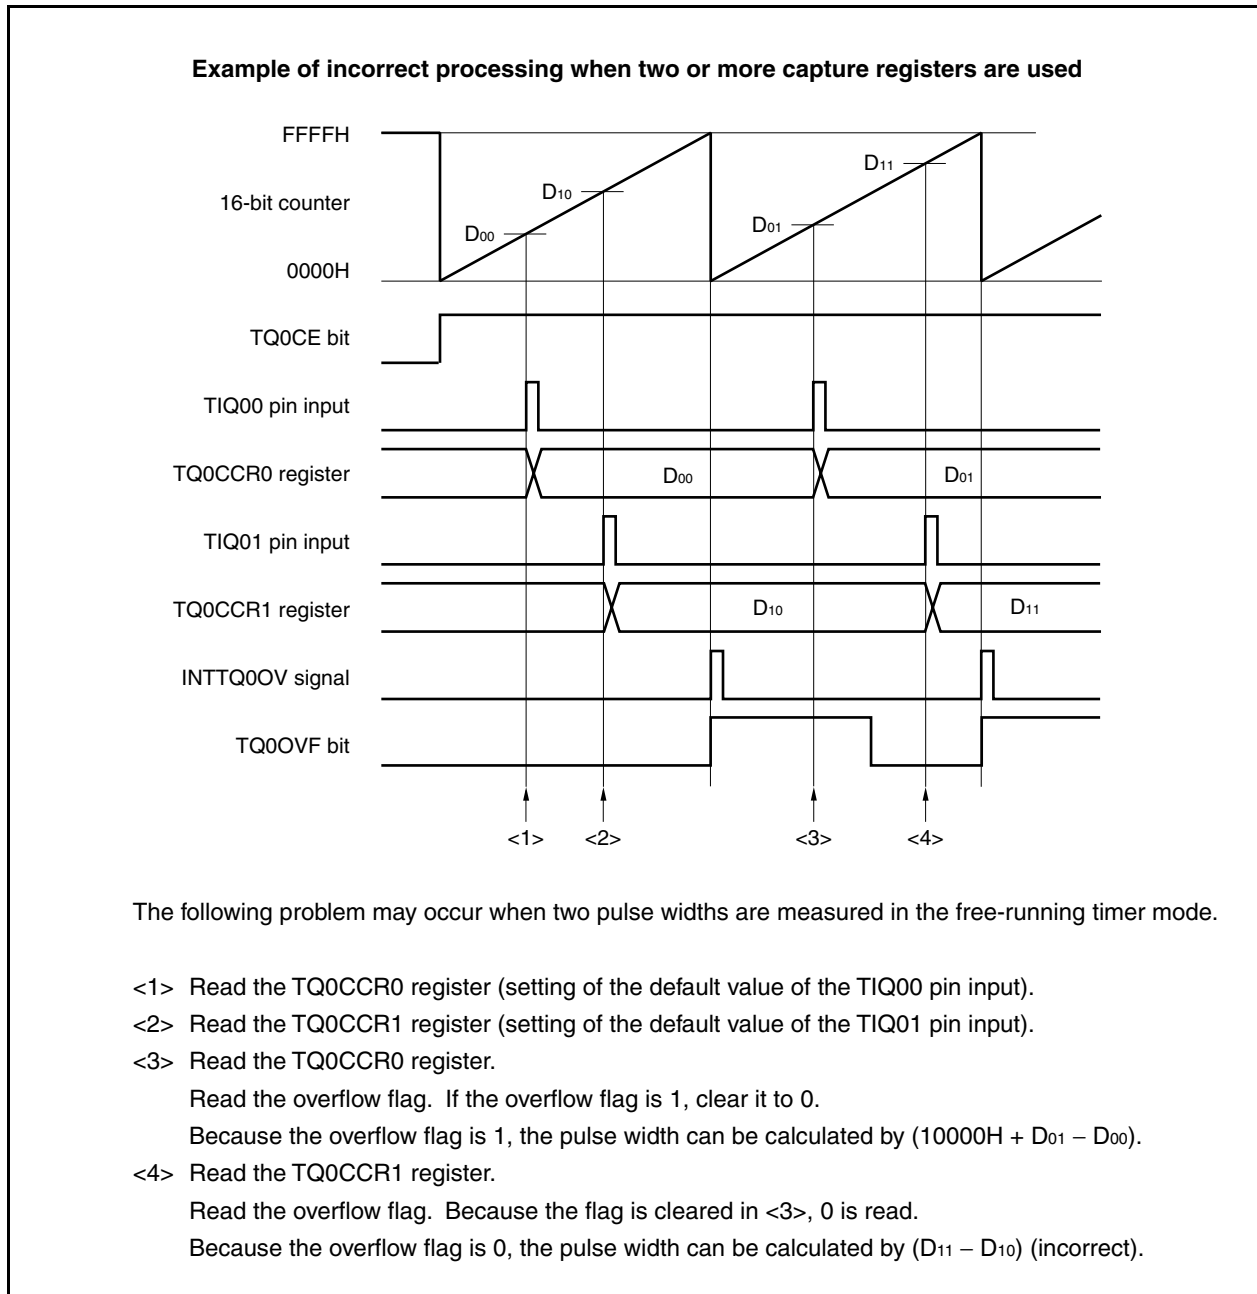 Example of incorrect processing when two or more capture registers are used
FFFFH
16-bit counter
0000H
D00
D10
D01
D11
TQ0CE bit
TIQ00 pin input
TQ0CCR0 register
D00
D01
TIQ01 pin input
TQ0CCR1 register
D10
D11
INTTQ0OV signal
TQ0OVF bit
<1>
<2>
<3>
<4>
The following problem may occur when two pulse widths are measured in the free-running timer mode.
<1> Read the TQ0CCR0 register (setting of the default value of the TIQ00 pin input).
<2> Read the TQ0CCR1 register (setting of the default value of the TIQ01 pin input).
<3> Read the TQ0CCR0 register.
Read the overflow flag. If the overflow flag is 1, clear it to 0.
Because the overflow flag is 1, the pulse width can be calculated by (10000H + D01 − D00).
<4> Read the TQ0CCR1 register.
Read the overflow flag. Because the flag is cleared in <3>, 0 is read.
Because the overflow flag is 0, the pulse width can be calculated by (D11 − D10) (incorrect).